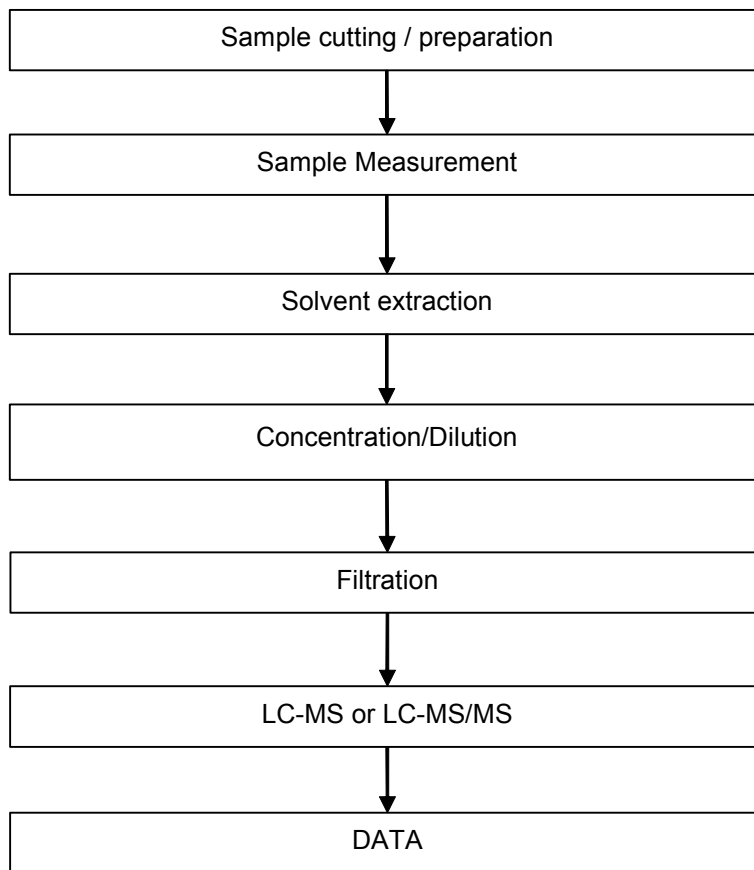 Sample cutting / preparation
Sample Measurement
Solvent extraction
Concentration/Dilution
Filtration
LC-MS or LC-MS/MS
DATA